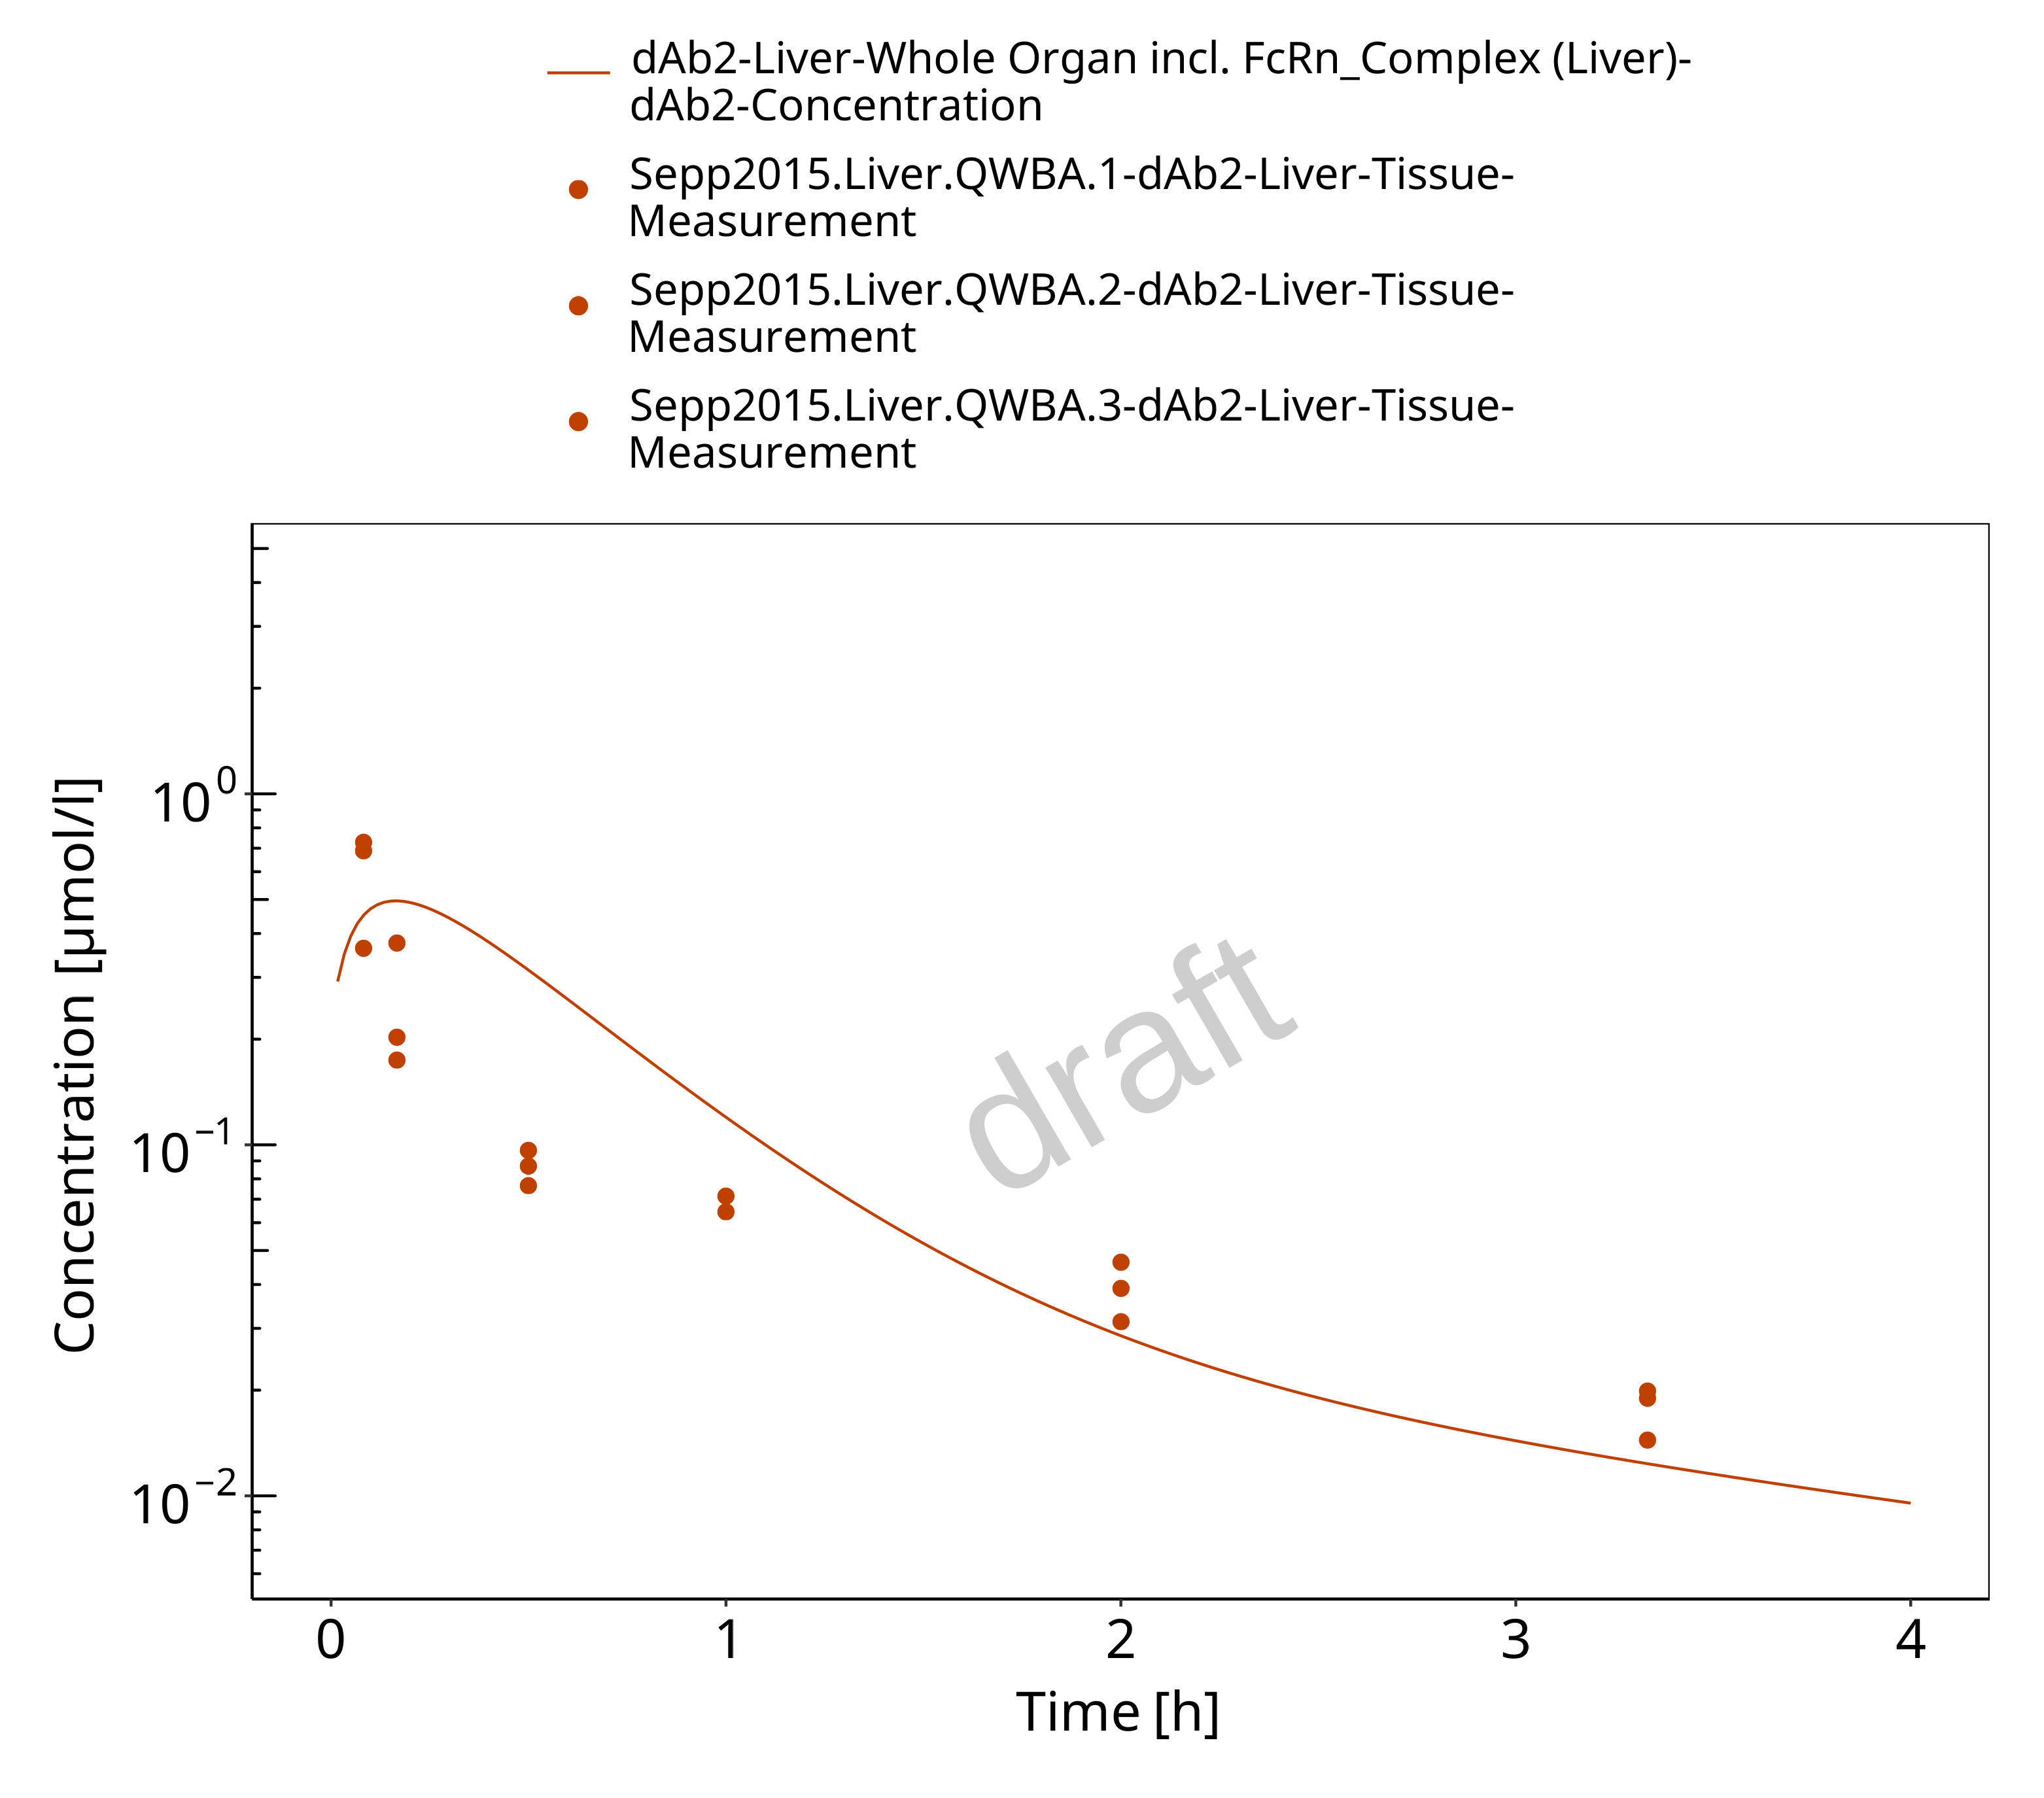 dAb2-Liver-Whole Organ incl. FcRn_Complex (Liver)-
dAb2-Concentration
Sepp2015.Liver.QWBA.1-dAb2-Liver-Tissue-
Measurement
Sepp2015.Liver.QWBA.2-dAb2-Liver-Tissue-
Measurement
Sepp2015.Liver.QWBA.3-dAb2-Liver-Tissue-
Measurement
Concentration [µmol/l]
10⁰
10⁻¹
10⁻²
draft
0 1 2 3 4
Time [h]